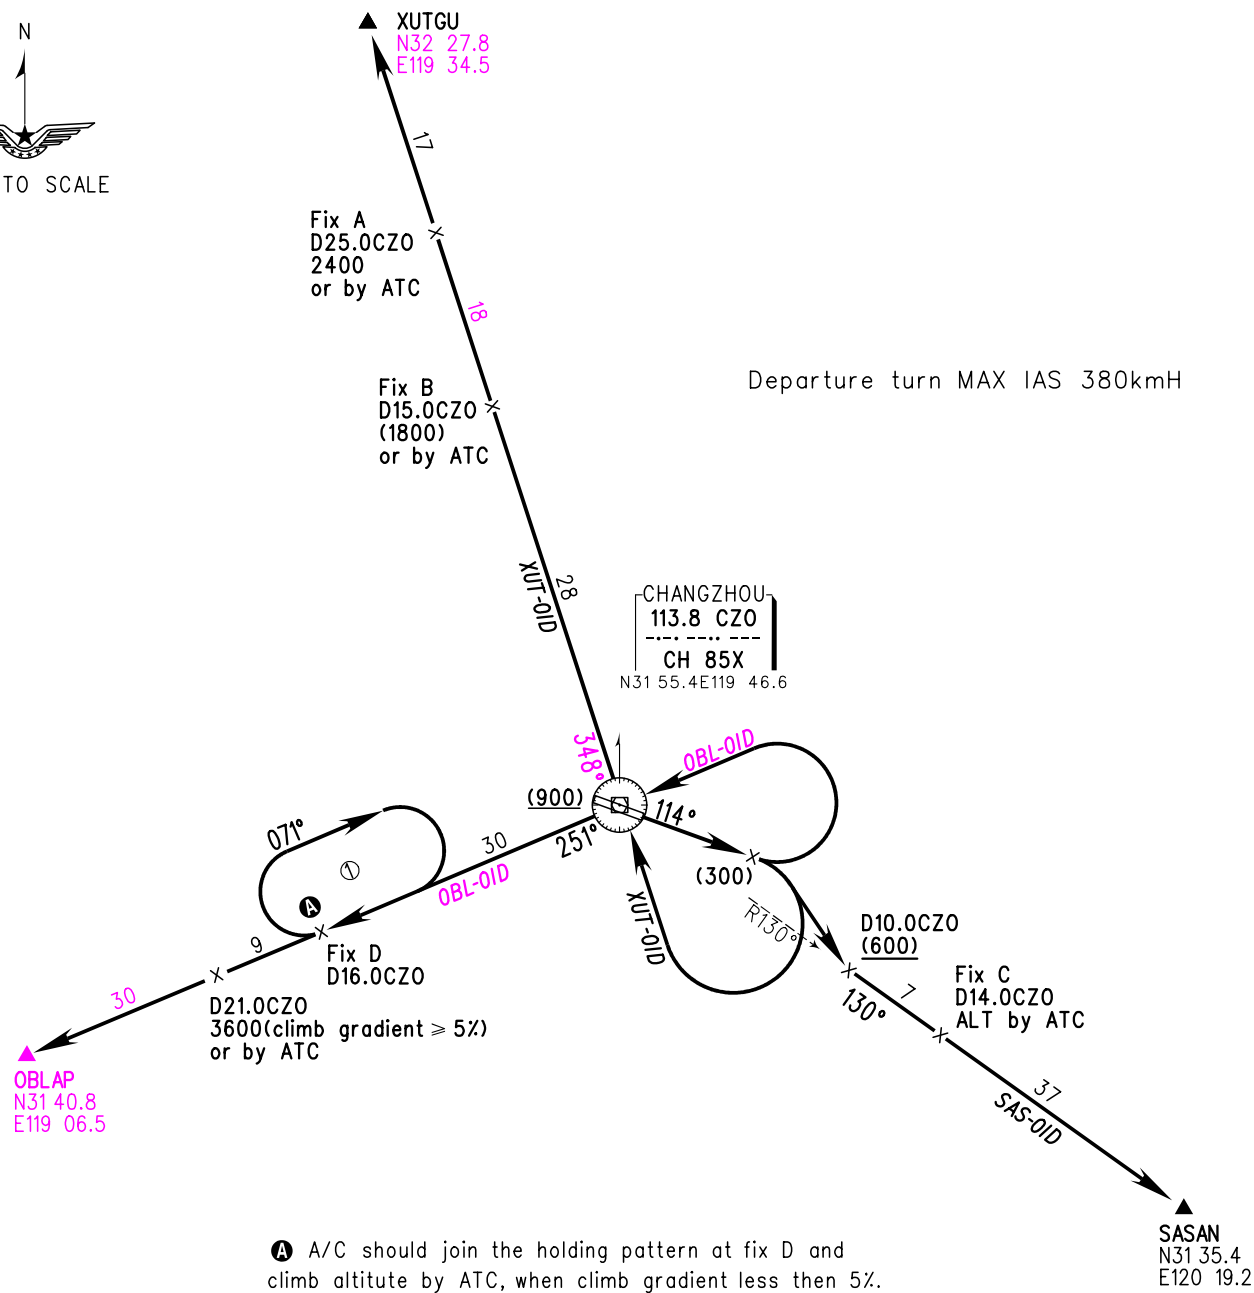 N
TO SCALE
XUTGU
N32 27.8
E119 34.5
17
Fix A
D25.0CZO
2400
or by ATC
18
Departure turn MAX IAS 380kmH
Fix B
D15.0CZO
(1800)
or by ATC
28
XUT-01D
CHANGZHOU
113.8 CZO
-.-. --.. ---
CH 85X
N31 55.4E119 46.6
348°
OBL-01D
(900)
114°
251°
30
OBL-01D
071°
1
A
(300)
XUT-01D
R130°
D10.0CZO
(600)
9
Fix D
D16.0CZO
130°
7
Fix C
D14.0CZO
ALT by ATC
30
D21.0CZO
3600(climb gradient ≥ 5%)
or by ATC
OBLAP
N31 40.8
E119 06.5
37
SAS-01D
SASAN
N31 35.4
E120 19.2
A A/C should join the holding pattern at fix D and
climb altitute by ATC, when climb gradient less then 5%.